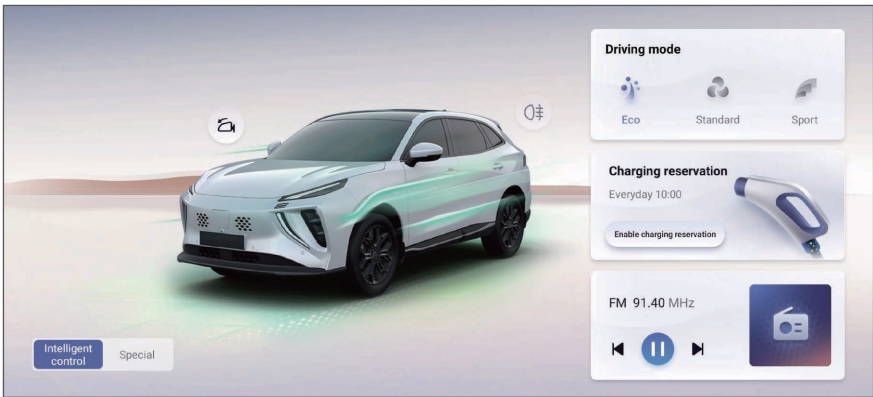 Driving mode
Eco
Standard
Sport
Charging reservation
Everyday 10:00
Enable charging reservation
FM 91.40 MHz
Intelligent
control
Special